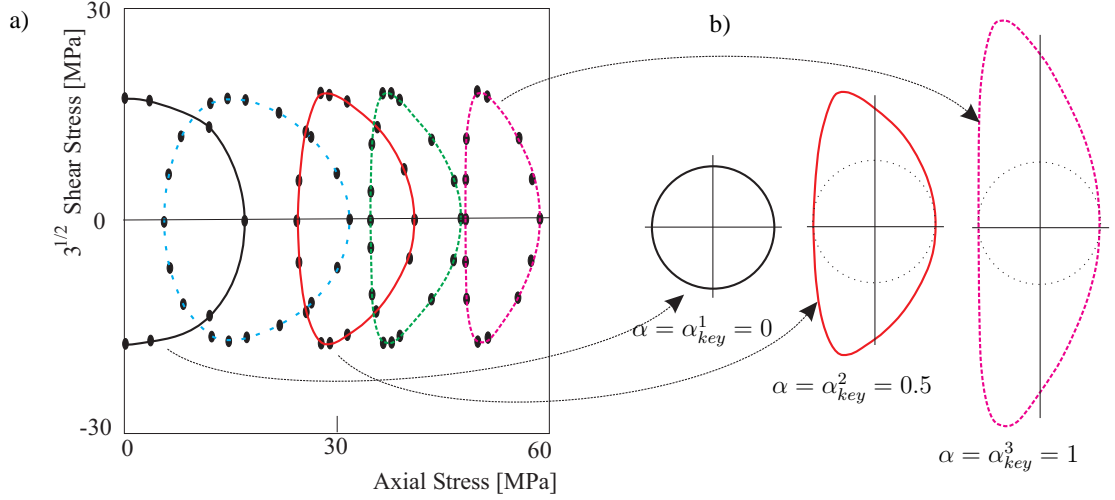 a)
b)
30
0
-30
3^{1/2} Shear Stress [MPa]
0
30
60
Axial Stress [MPa]
α = α^1_{key} = 0
α = α^2_{key} = 0.5
α = α^3_{key} = 1